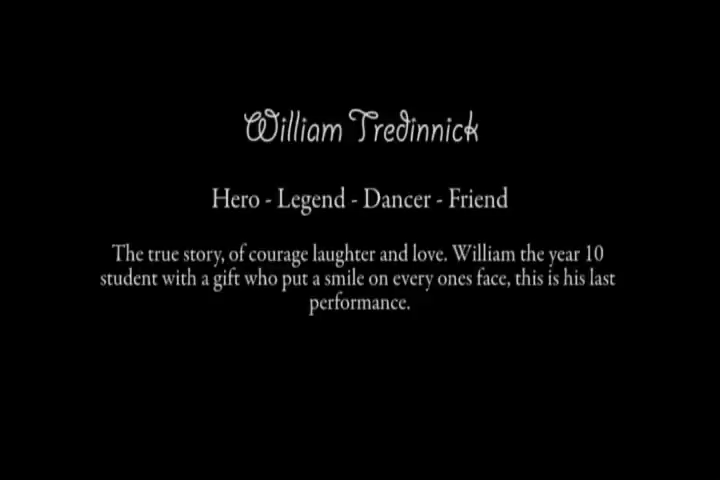 William Tredinnick
Hero - Legend - Dancer - Friend
The true story, of courage laughter and love. William the year 10
student with a gift who put a smile on every ones face, this is his last
performance.